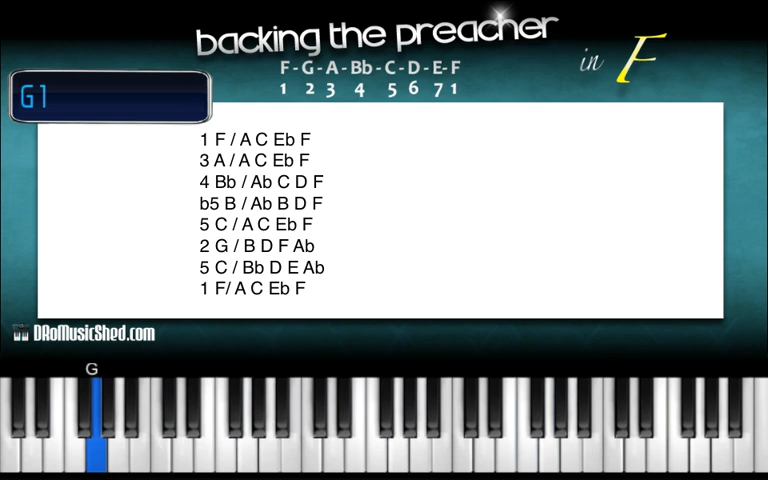 backing the preacher
in F
F-G-A-Bb-C-D-E-F
1 2 3 4 5 6 7 1
G1
1 F / A C Eb F
3 A / A C Eb F
4 Bb / Ab C D F
b5 B / Ab B D F
5 C / A C Eb F
2 G / B D F Ab
5 C / Bb D E Ab
1 F/ A C Eb F
DRoMusicShed.com
G